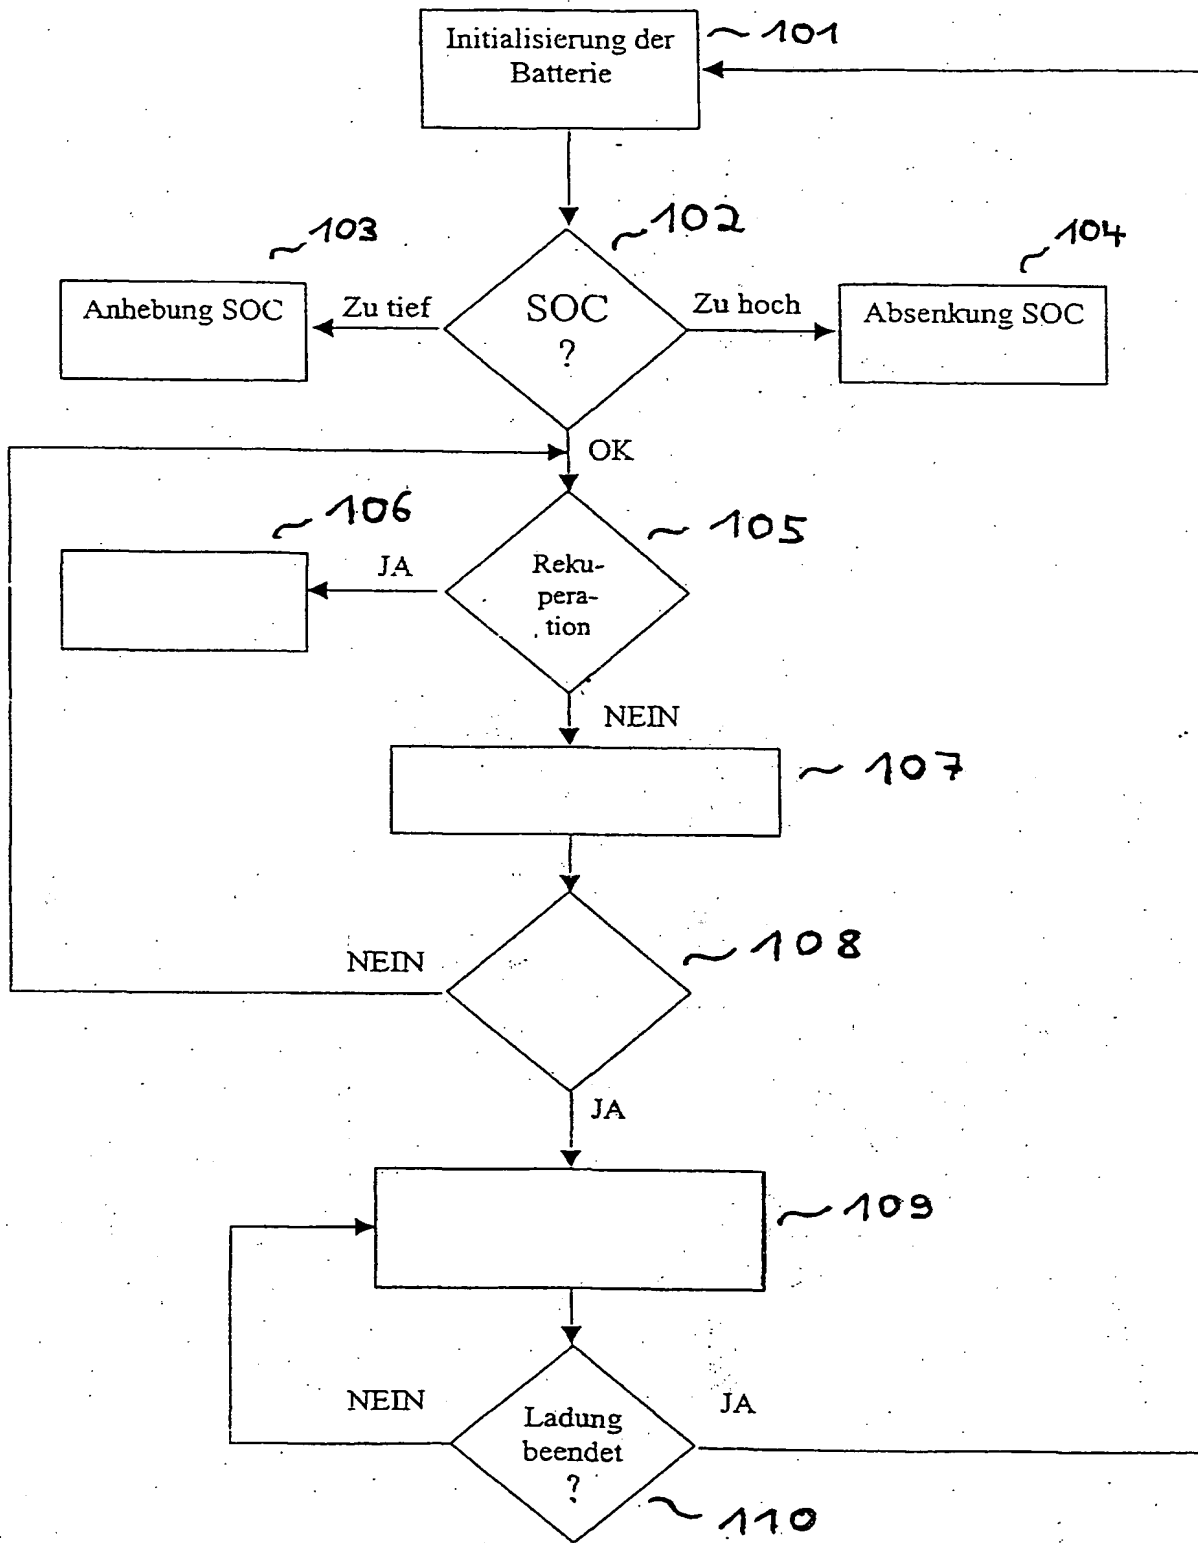 Initialisierung der
Batterie
101
102
103
104
Anhebung SOC
Zu tief
SOC
?
Zu hoch
Absenkung SOC
OK
106
105
JA
Reku-
pera-
tion
NEIN
107
108
NEIN
JA
109
NEIN
Ladung
beendet
?
JA
110